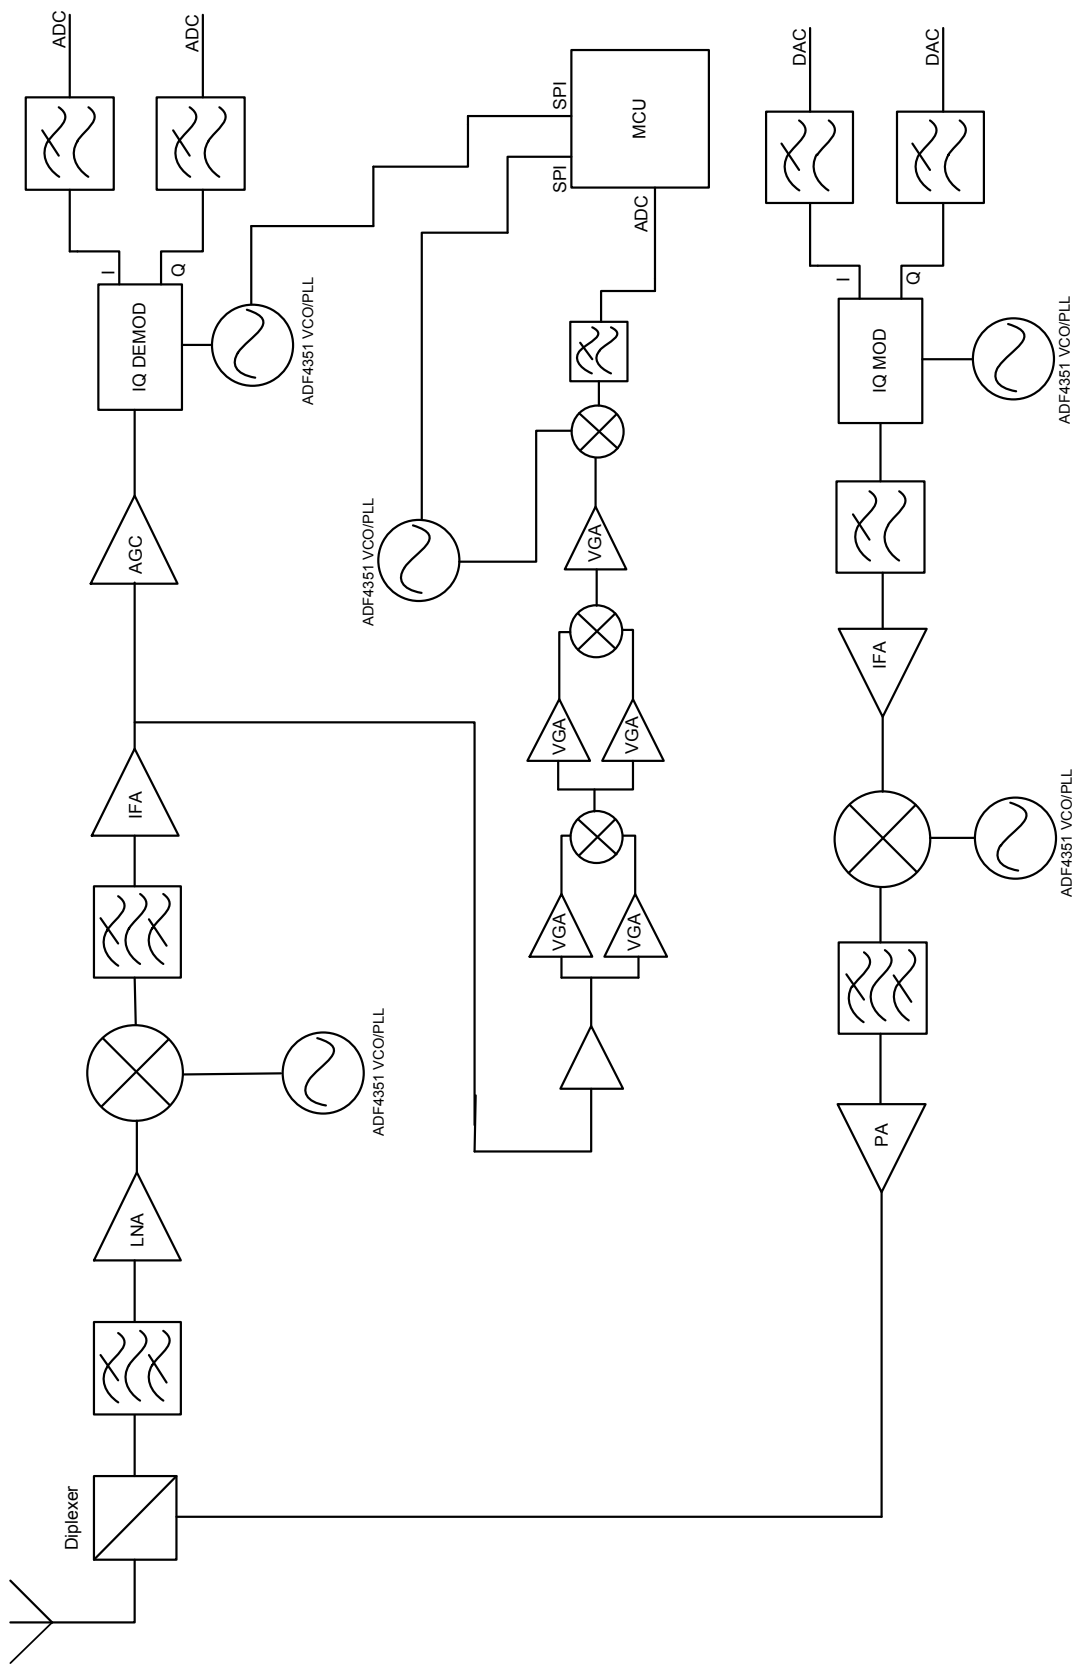 Diplexer
LNA
ADF4351 VCO/PLL
IFA
AGC
IQ DEMOD
I
Q
ADC
ADC
ADF4351 VCO/PLL
ADF4351 VCO/PLL
VGA
VGA
VGA
VGA
VGA
ADC
SPI
SPI
MCU
PA
ADF4351 VCO/PLL
IFA
IQ MOD
I
Q
ADF4351 VCO/PLL
DAC
DAC